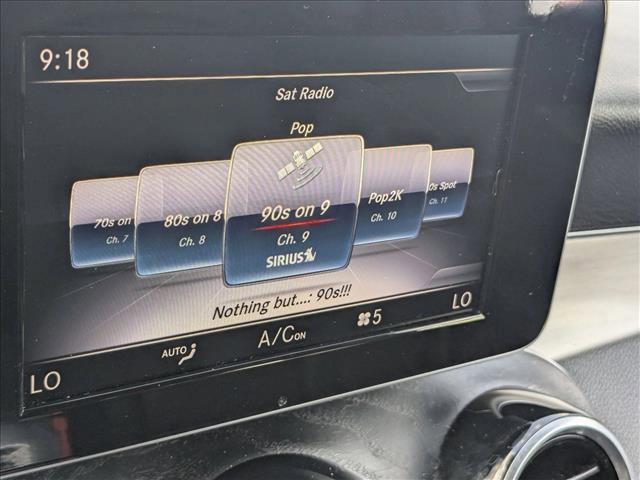 9:18
Sat Radio
Pop
70s on
Ch. 7
80s on 8
Ch. 8
90s on 9
Ch. 9
SIRIUS
Pop2K
Ch. 10
0s Spot
Ch. 11
Nothing but...: 90s!!!
LO
AUTO
A/C ON
5
LO